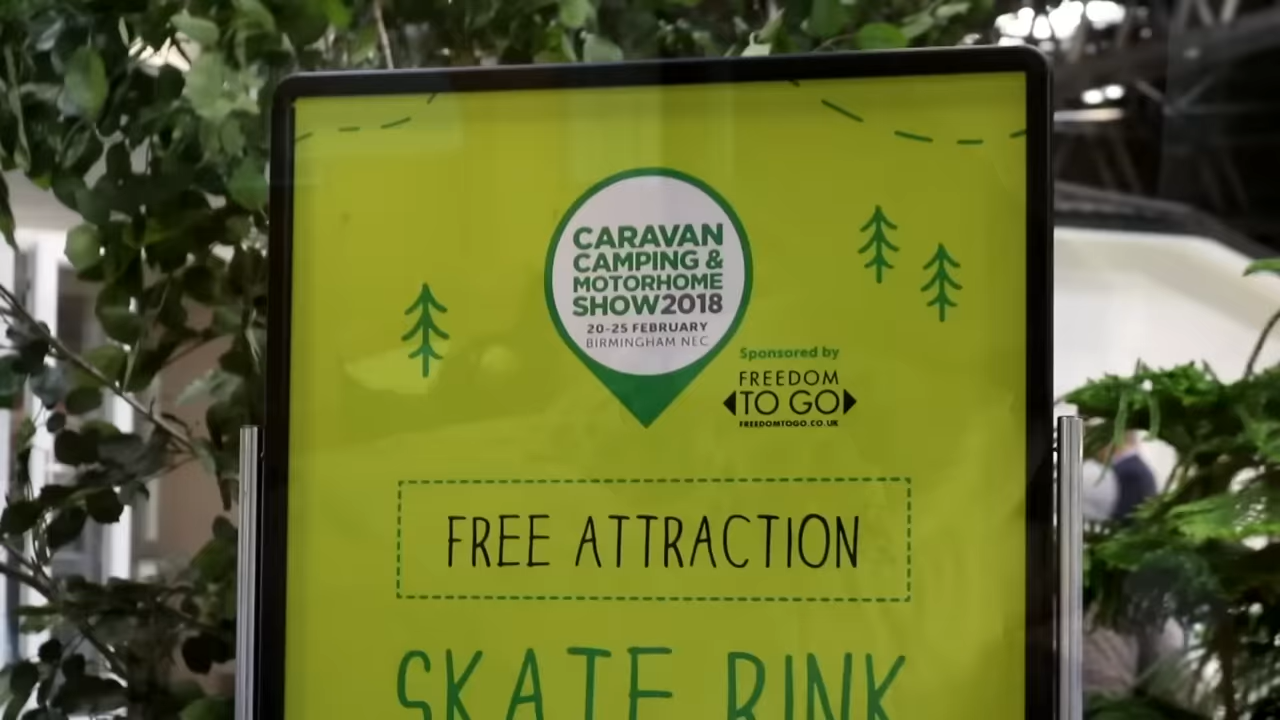 CARAVAN
CAMPING &
MOTORHOME
SHOW2018
20-25 FEBRUARY
BIRMINGHAM NEC
Sponsored by
FREEDOM
TO GO
FREEDOMTOGO.CO.UK
FREE ATTRACTION
SKATE RINK